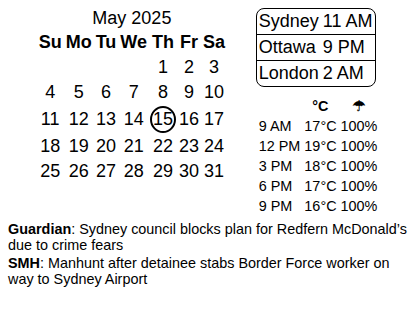 May 2025
Su Mo Tu We Th Fr Sa
1 2 3
4 5 6 7 8 9 10
11 12 13 14 15 16 17
18 19 20 21 22 23 24
25 26 27 28 29 30 31
Sydney 11 AM
Ottawa 9 PM
London 2 AM
°C ☂
9 AM 17°C 100%
12 PM 19°C 100%
3 PM 18°C 100%
6 PM 17°C 100%
9 PM 16°C 100%
Guardian: Sydney council blocks plan for Redfern McDonald’s
due to crime fears
SMH: Manhunt after detainee stabs Border Force worker on
way to Sydney Airport